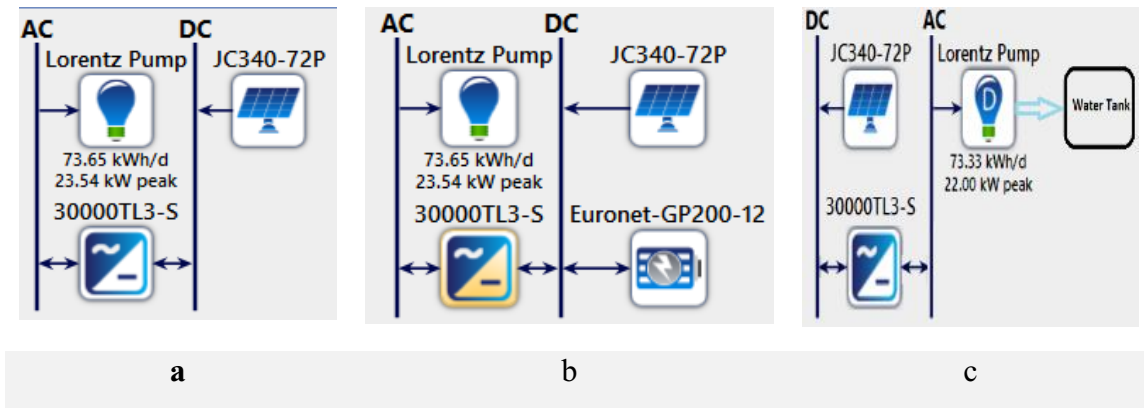 AC DC
Lorentz Pump JC340-72P
73.65 kWh/d
23.54 kW peak
30000TL3-S
AC DC
Lorentz Pump JC340-72P
73.65 kWh/d
23.54 kW peak
30000TL3-S Euronet-GP200-12
DC AC
JC340-72P Lorentz Pump
D
Water Tank
73.33 kWh/d
22.00 kW peak
30000TL3-S
a b c